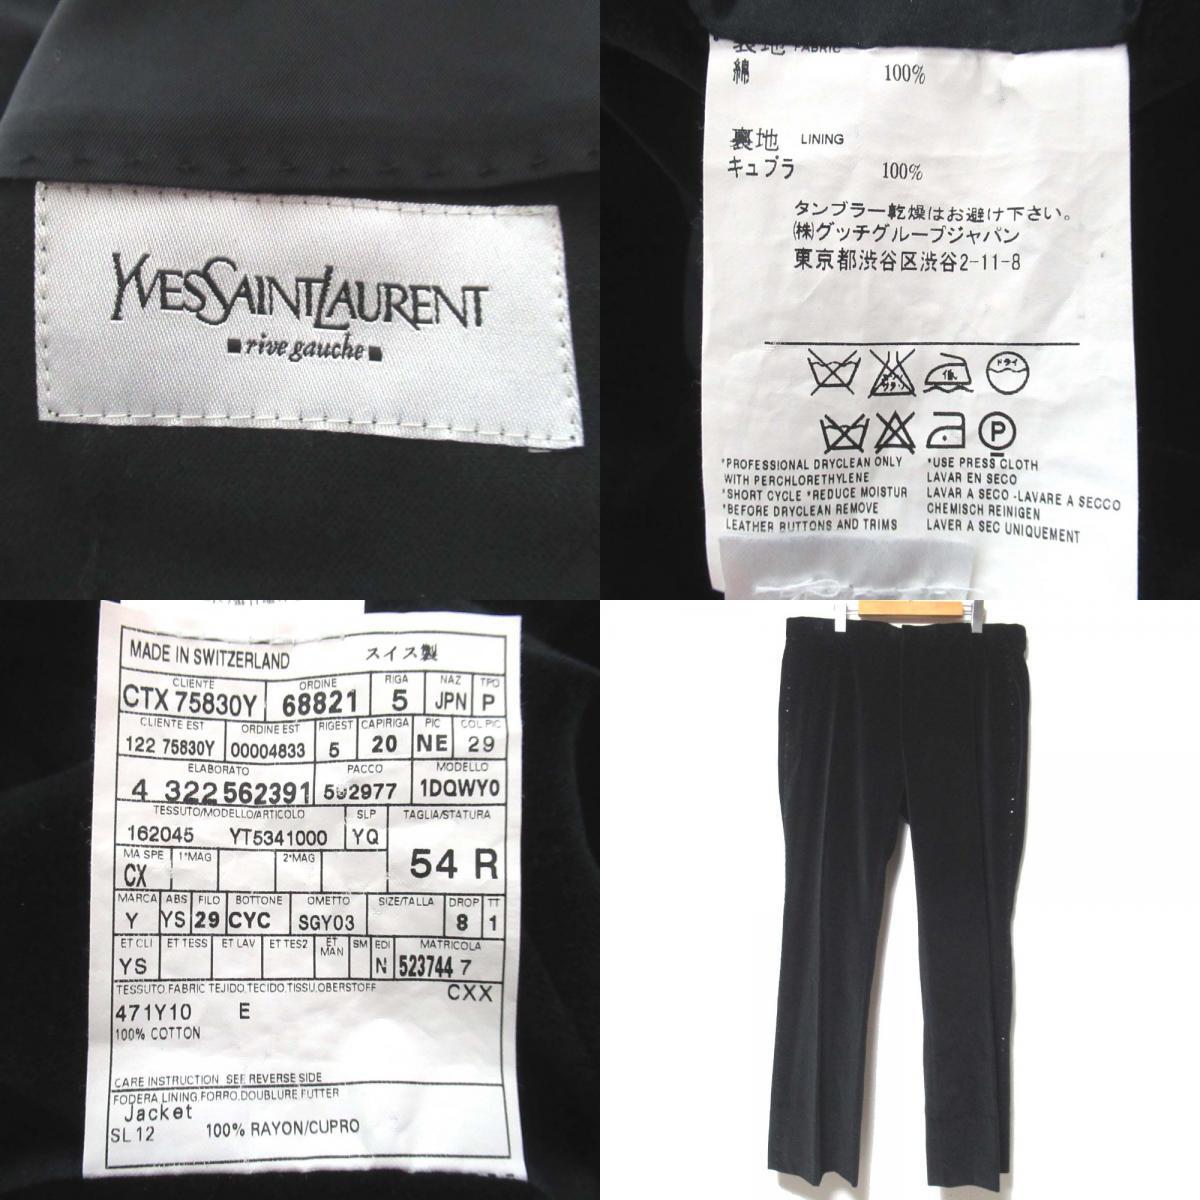 YVESSAINTLAURENT
rive gauche
裏地 FABRIC
綿 100%
裏地 LINING
キュプラ 100%
タンブラー乾燥はお避け下さい。
(株)グッチグループジャパン
東京都渋谷区渋谷2-11-8
低 ドライ
P
*PROFESSIONAL DRYCLEAN ONLY
WITH PERCHLORETHYLENE
*SHORT CYCLE *REDUCE MOISTUR
*BEFORE DRYCLEAN REMOVE
LEATHER BUTTONS AND TRIMS
*USE PRESS CLOTH
LAVAR EN SECO
LAVAR A SECO -LAVARE A SECCO
CHEMISCH REINIGEN
LAVER A SEC UNIQUEMENT
MADE IN SWITZERLAND スイス製
CLIENTE ORDINE RIGA NAZ TPO
CTX 75830Y 68821 5 JPN P
CLIENTE EST ORDINE EST RIGEST CAPIRIGA PIC COL PIC
122 75830Y 00004833 5 20 NE 29
ELABORATO PACCO MODELLO
4 322562391 592977 1DQWY0
TESSUTO/MODELLO/ARTICOLO SLP TAGLIA/STATURA
162045 YT5341000 YQ 54 R
MA SPE 1°MAG 2°MAG
CX
MARCA ABS FILO BOTTONE OMETTO SIZE/TALLA DROP TT
Y YS 29 CYC SGY03 8 1
ET CLI ET TESS ET LAV ET TES2 ET MAN SM EDI MATRICOLA
YS N 523744 7
TESSUTO,FABRIC TEJIDO,TECIDO,TISSU,OBERSTOFF CXX
471Y10 E
100% COTTON
CARE INSTRUCTION SEE REVERSE SIDE
FODERA LINING,FORRO,DOUBLURE FUTTER
Jacket
SL 12 100% RAYON/CUPRO